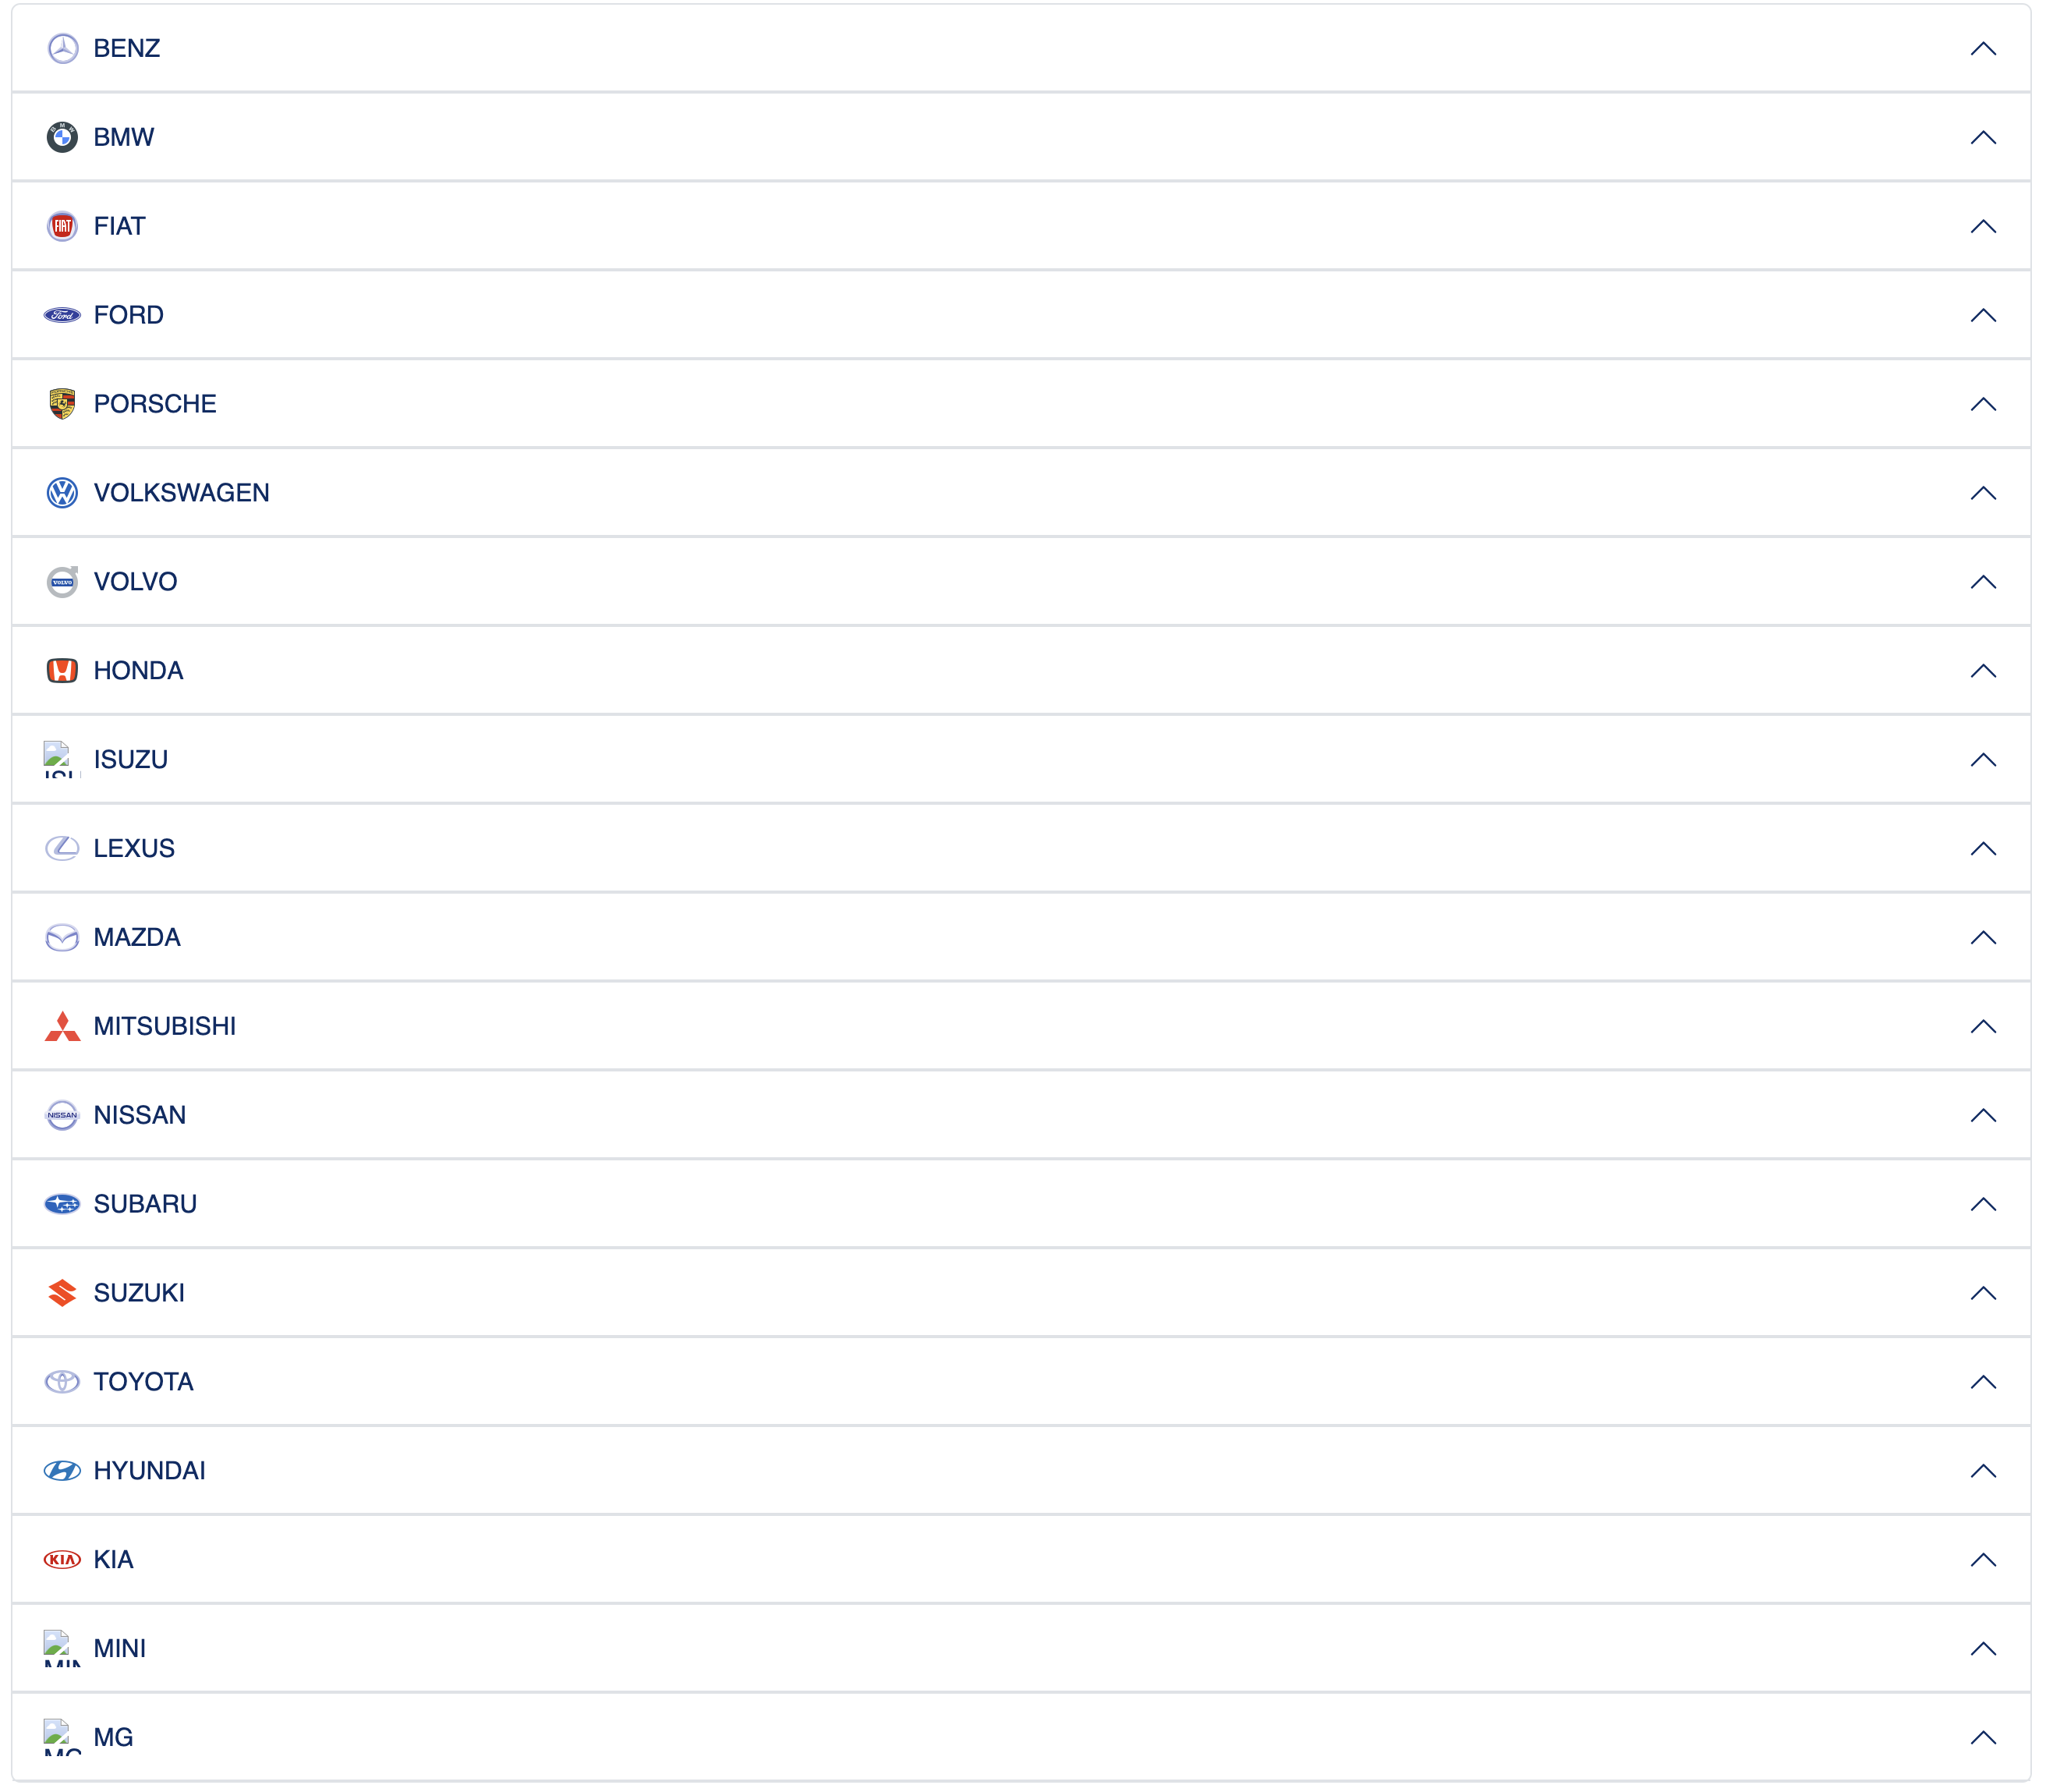 BENZ
BMW
FIAT
FORD
PORSCHE
VOLKSWAGEN
VOLVO
HONDA
ISUZU
LEXUS
MAZDA
MITSUBISHI
NISSAN
SUBARU
SUZUKI
TOYOTA
HYUNDAI
KIA
MINI
MG